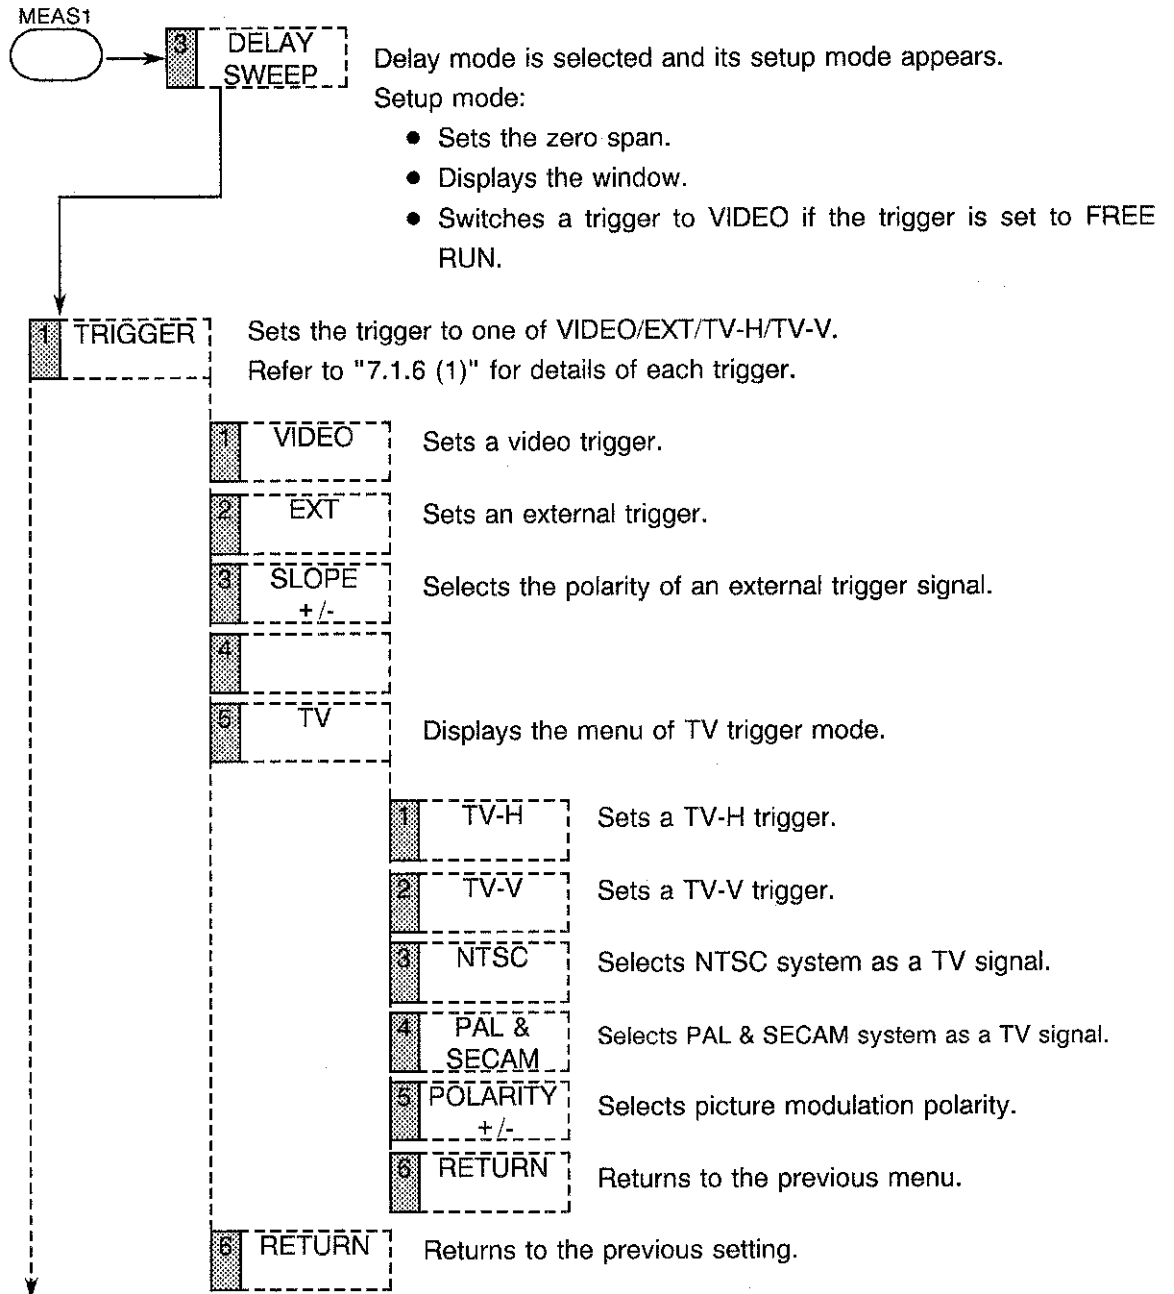 MEAS1
3 DELAY SWEEP
Delay mode is selected and its setup mode appears.
Setup mode:
● Sets the zero span.
● Displays the window.
● Switches a trigger to VIDEO if the trigger is set to FREE
RUN.
1 TRIGGER
Sets the trigger to one of VIDEO/EXT/TV-H/TV-V.
Refer to "7.1.6 (1)" for details of each trigger.
1 VIDEO Sets a video trigger.
2 EXT Sets an external trigger.
3 SLOPE +/- Selects the polarity of an external trigger signal.
4
5 TV Displays the menu of TV trigger mode.
1 TV-H Sets a TV-H trigger.
2 TV-V Sets a TV-V trigger.
3 NTSC Selects NTSC system as a TV signal.
4 PAL & SECAM Selects PAL & SECAM system as a TV signal.
5 POLARITY +/- Selects picture modulation polarity.
6 RETURN Returns to the previous menu.
6 RETURN Returns to the previous setting.